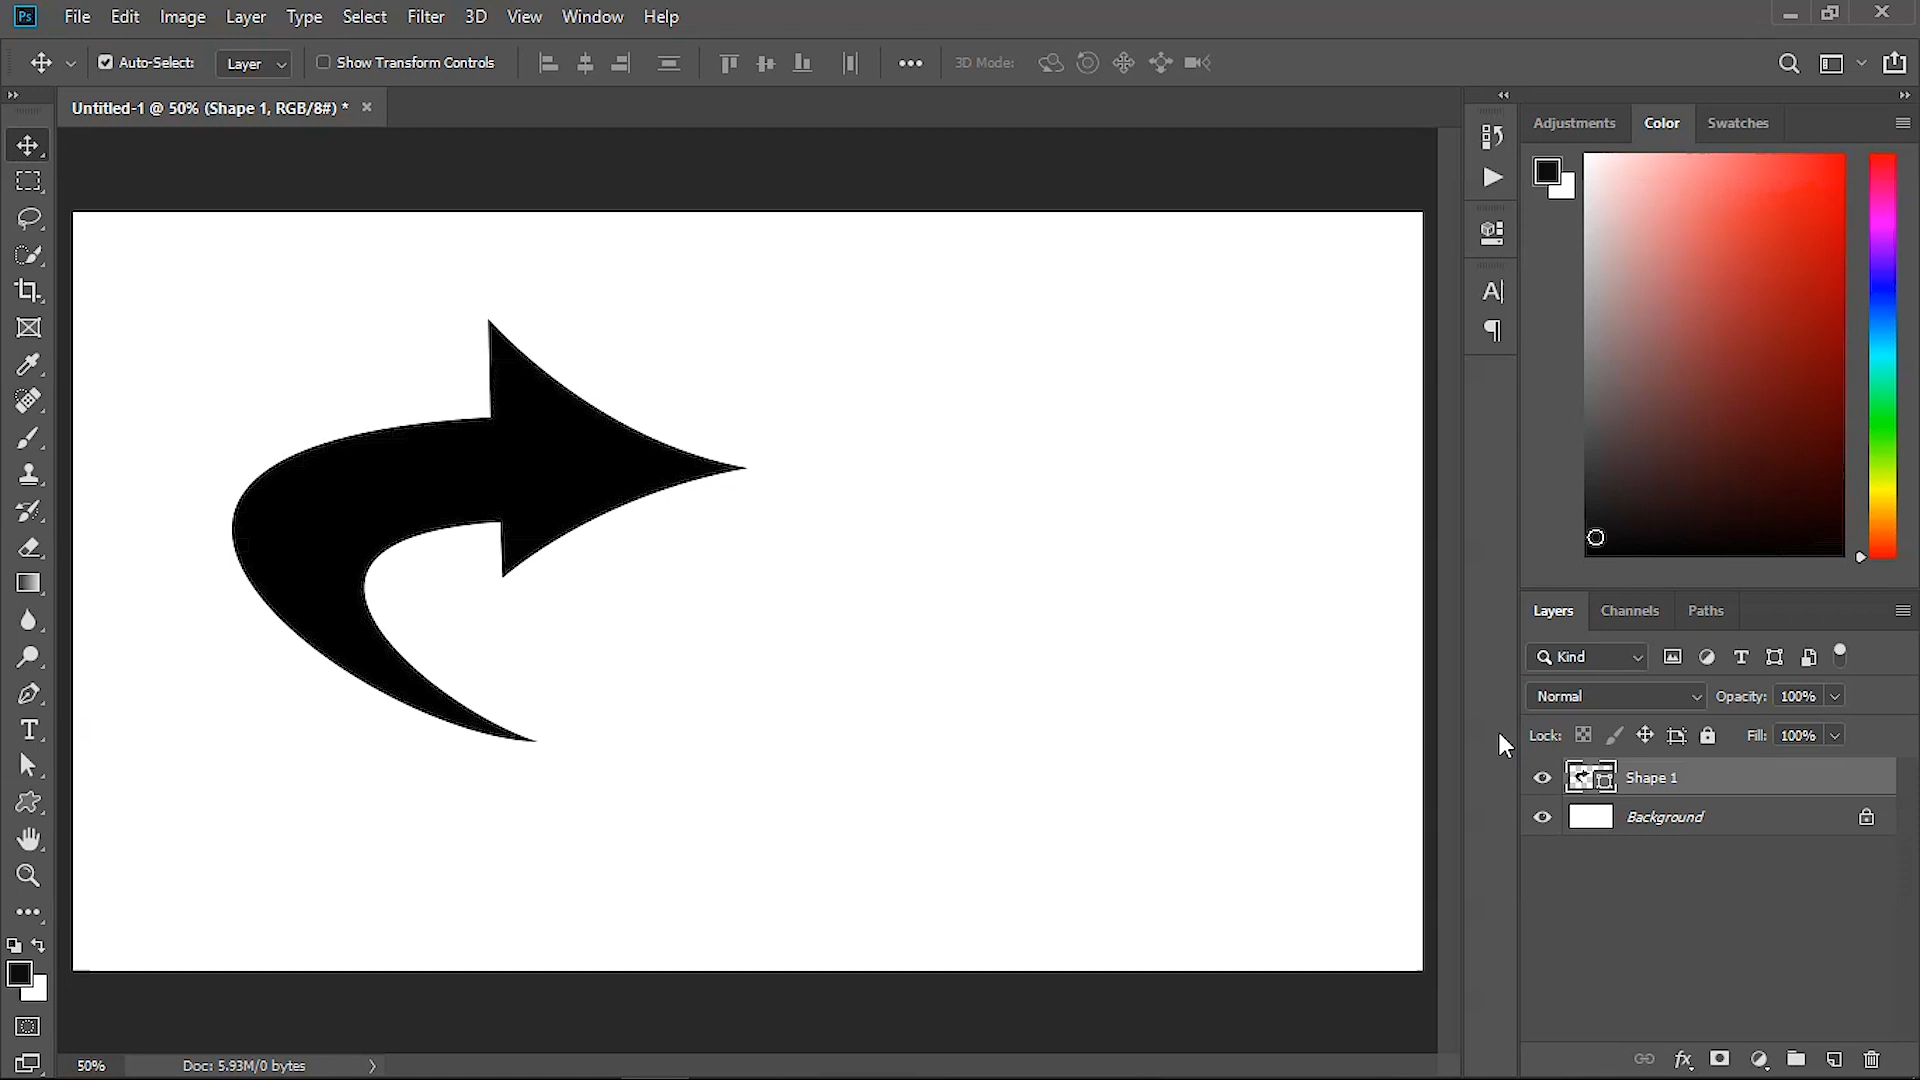 Ps File Edit Image Layer Type Select Filter 3D View Window Help
Auto-Select: Layer Show Transform Controls 3D Mode:
Untitled-1 @ 50% (Shape 1, RGB/8#) *
Adjustments Color Swatches
Layers Channels Paths
Kind
Normal Opacity: 100%
Lock: Fill: 100%
Shape 1
Background
fx
50% Doc: 5.93M/0 bytes